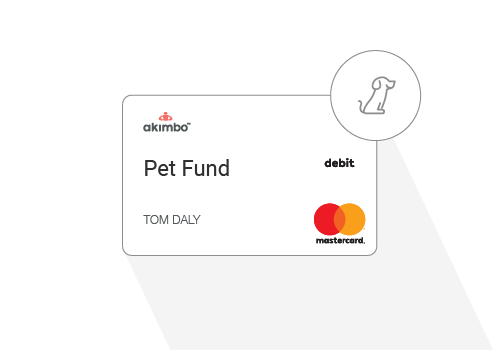 akimbo™
Pet Fund
debit
TOM DALY
mastercard.